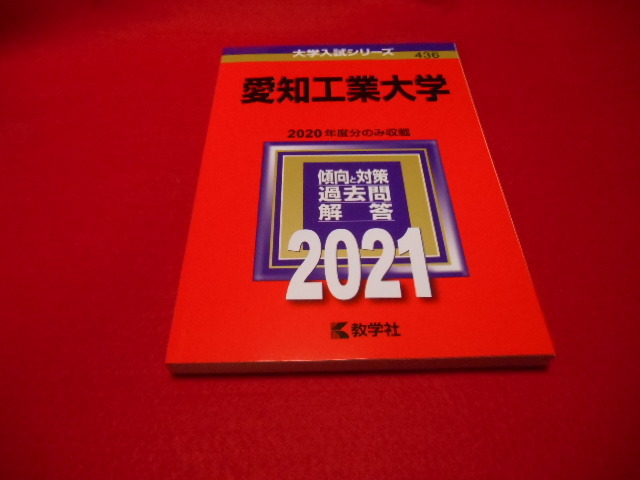 大学入試シリーズ
436
愛知工業大学
2020年度分のみ収載
傾向と対策
過去問
解答
2021
教学社